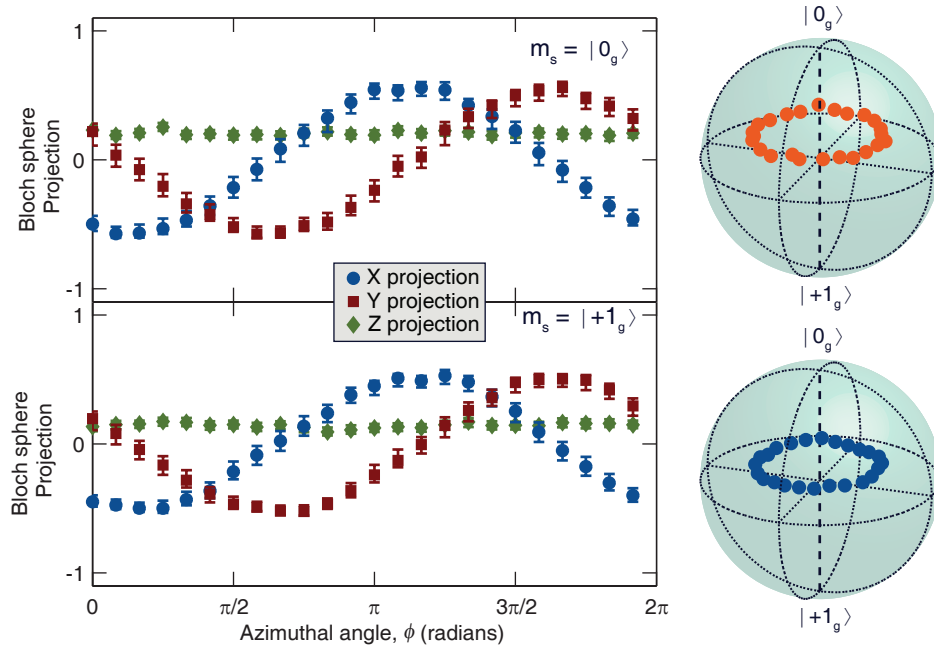 1
0
-1
Bloch sphere
Projection
m_s = | 0_g ⟩
X projection
Y projection
Z projection
1
0
-1
Bloch sphere
Projection
m_s = | +1_g ⟩
0
π/2
π
3π/2
2π
Azimuthal angle, ϕ (radians)
| 0_g ⟩
| +1_g ⟩
| 0_g ⟩
| +1_g ⟩